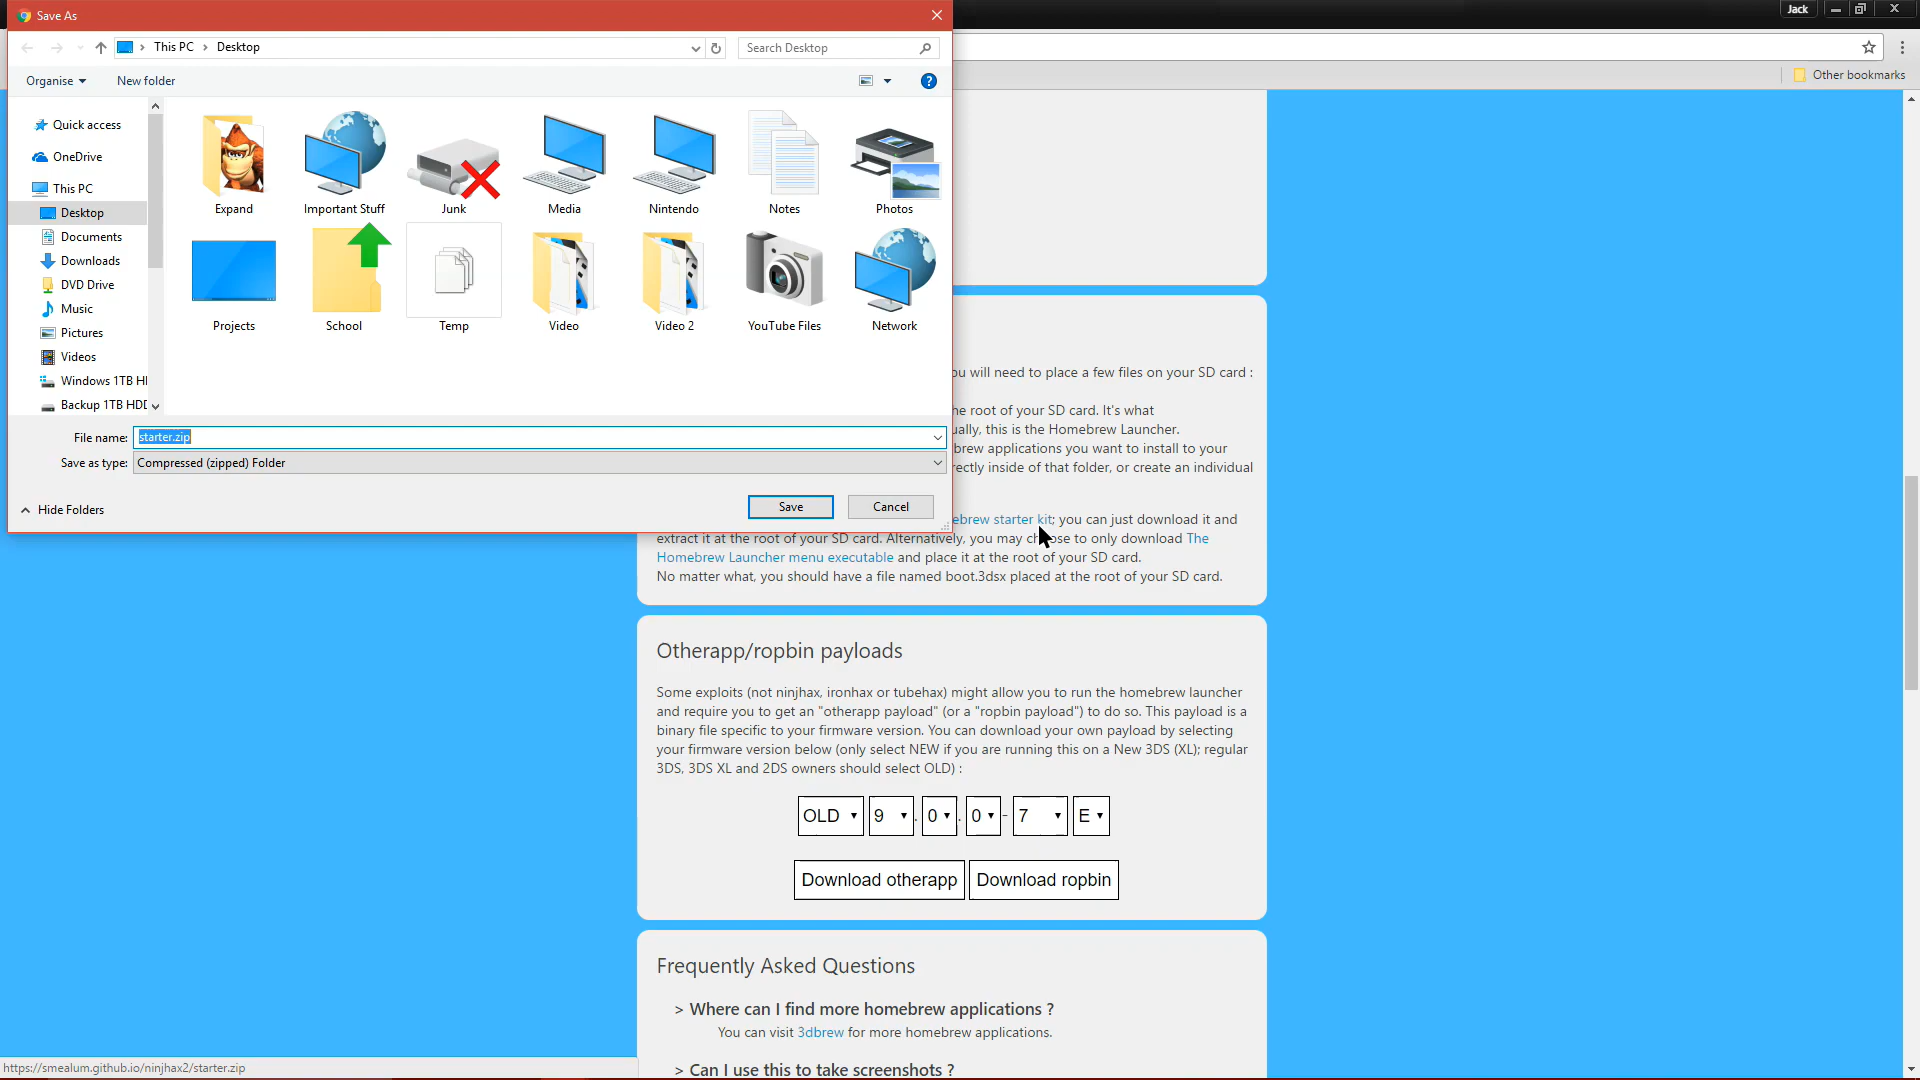 Save As
Jack
This PC
Desktop
Search Desktop
Other bookmarks
Organise
New folder
Quick access
OneDrive
This PC
Desktop
Documents
Downloads
DVD Drive
Music
Pictures
Videos
Windows 1TB H
Backup 1TB HD
Expand
Important Stuff
Junk
Media
Nintendo
Notes
Photos
Projects
School
Temp
Video
Video 2
YouTube Files
Network
File name:
starter.zip
Save as type:
Compressed (zipped) Folder
Hide Folders
Save
Cancel
ou will need to place a few files on your SD card :
he root of your SD card. It's what
ually, this is the Homebrew Launcher.
brew applications you want to install to your
ectly inside of that folder, or create an individual
ebrew starter kit; you can just download it and
extract it at the root of your SD card. Alternatively, you may choose to only download The
Homebrew Launcher menu executable and place it at the root of your SD card.
No matter what, you should have a file named boot.3dsx placed at the root of your SD card.
Otherapp/ropbin payloads
Some exploits (not ninjhax, ironhax or tubehax) might allow you to run the homebrew launcher
and require you to get an "otherapp payload" (or a "ropbin payload") to do so. This payload is a
binary file specific to your firmware version. You can download your own payload by selecting
your firmware version below (only select NEW if you are running this on a New 3DS (XL); regular
3DS, 3DS XL and 2DS owners should select OLD) :
OLD 9 . 0 . 0 - 7 E
Download otherapp
Download ropbin
Frequently Asked Questions
> Where can I find more homebrew applications ?
You can visit 3dbrew for more homebrew applications.
> Can I use this to take screenshots ?
https://smealum.github.io/ninjhax2/starter.zip